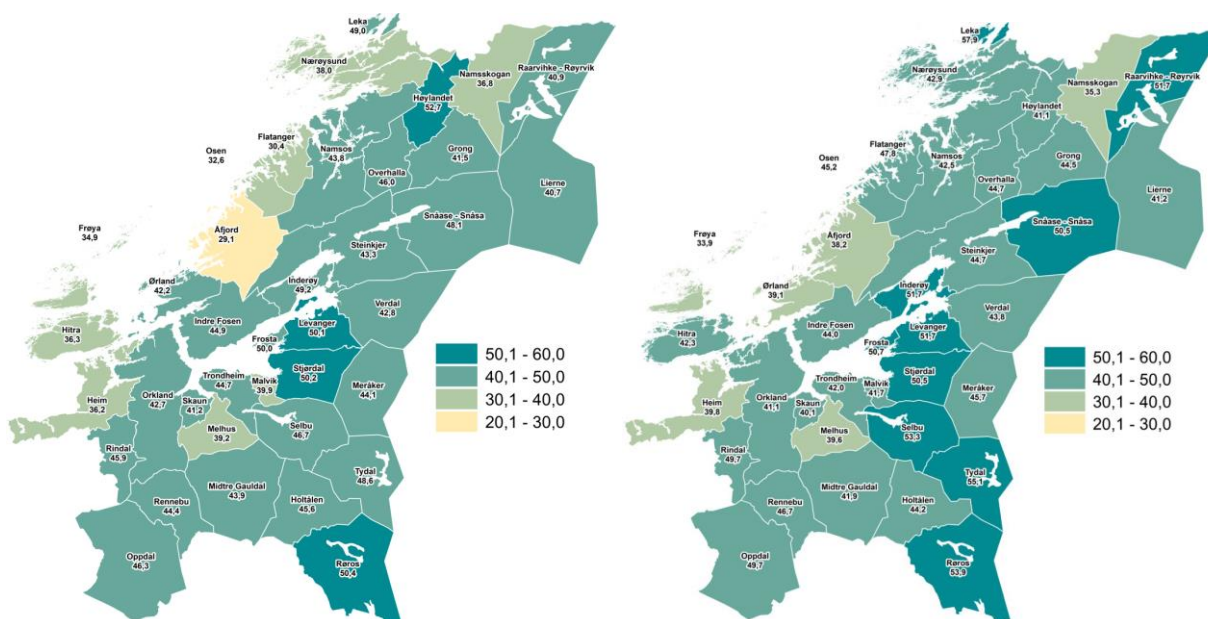 Leka
49,0
Nærøysund
38,0
Namsskogan
36,8
Raarvihke - Røyrvik
40,9
Høylandet
52,7
Flatanger
30,4
Osen
32,6
Namsos
43,8
Grong
41,5
Overhalla
46,0
Lierne
40,7
Snåase - Snåsa
48,1
Frøya
34,9
Åfjord
29,1
Steinkjer
43,3
Ørland
42,2
Inderøy
49,2
Verdal
42,8
Hitra
36,3
Indre Fosen
44,9
Levanger
50,1
Frosta
50,0
Stjørdal
50,2
Trondheim
44,7
Malvik
39,9
Meråker
44,1
Heim
36,2
Orkland
42,7
Skaun
41,2
Melhus
39,2
Selbu
46,7
Rindal
45,9
Tydal
48,6
Midtre Gauldal
43,9
Rennebu
44,4
Holtålen
45,6
Oppdal
46,3
Røros
50,4
50,1 - 60,0
40,1 - 50,0
30,1 - 40,0
20,1 - 30,0
Leka
57,9
Nærøysund
42,9
Namsskogan
35,3
Raarvihke - Røyrvik
51,7
Høylandet
41,1
Flatanger
47,8
Osen
45,2
Namsos
42,5
Grong
44,5
Overhalla
44,7
Lierne
41,2
Snåase - Snåsa
50,5
Frøya
33,9
Åfjord
38,2
Steinkjer
44,7
Ørland
39,1
Inderøy
51,7
Verdal
43,8
Hitra
42,3
Indre Fosen
44,0
Levanger
51,7
Frosta
50,7
Stjørdal
50,5
Trondheim
42,0
Malvik
41,7
Meråker
45,7
Heim
39,8
Orkland
41,1
Skaun
40,1
Melhus
39,6
Selbu
53,3
Rindal
49,7
Tydal
55,1
Midtre Gauldal
41,9
Rennebu
46,7
Holtålen
44,2
Oppdal
49,7
Røros
53,9
50,1 - 60,0
40,1 - 50,0
30,1 - 40,0
20,1 - 30,0